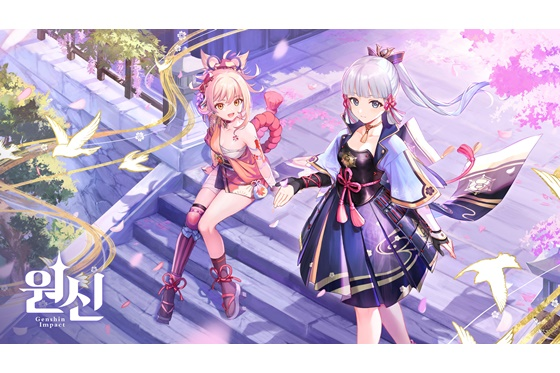 원신
Genshin
Impact